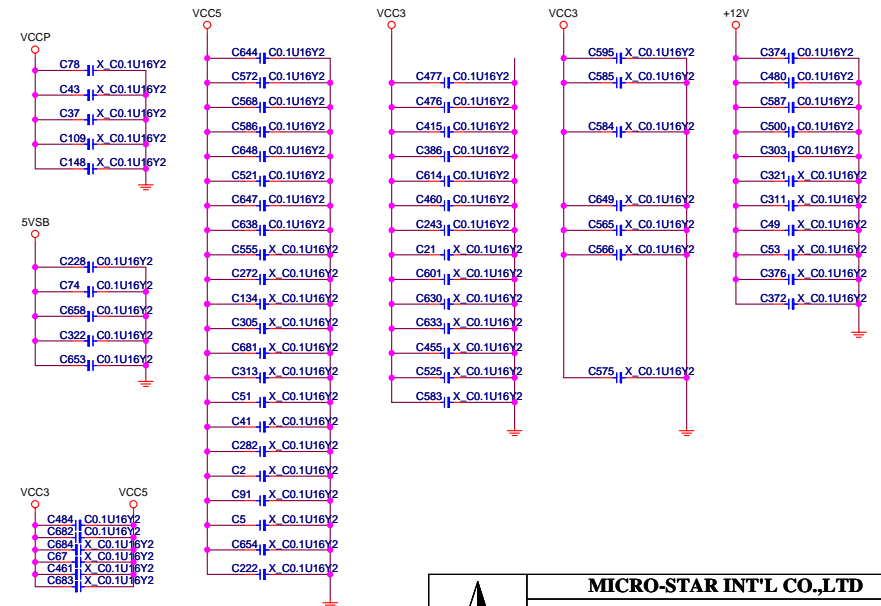 VCCP
C78 X_C0.1U16Y2
C43 X_C0.1U16Y2
C37 X_C0.1U16Y2
C109 X_C0.1U16Y2
C148 X_C0.1U16Y2
5VSB
C228 C0.1U16Y2
C74 C0.1U16Y2
C658 C0.1U16Y2
C322 C0.1U16Y2
C653 C0.1U16Y2
VCC3 VCC5
C484 C0.1U16Y2
C682 C0.1U16Y2
C684 X_C0.1U16Y2
C67 X_C0.1U16Y2
C461 X_C0.1U16Y2
C683 X_C0.1U16Y2
VCC5
C644 C0.1U16Y2
C572 C0.1U16Y2
C568 C0.1U16Y2
C586 C0.1U16Y2
C648 C0.1U16Y2
C521 C0.1U16Y2
C647 C0.1U16Y2
C638 C0.1U16Y2
C555 X_C0.1U16Y2
C272 X_C0.1U16Y2
C134 X_C0.1U16Y2
C305 X_C0.1U16Y2
C681 X_C0.1U16Y2
C313 X_C0.1U16Y2
C51 X_C0.1U16Y2
C41 X_C0.1U16Y2
C282 X_C0.1U16Y2
C2 X_C0.1U16Y2
C91 X_C0.1U16Y2
C5 X_C0.1U16Y2
C654 X_C0.1U16Y2
C222 X_C0.1U16Y2
VCC3
C477 C0.1U16Y2
C476 C0.1U16Y2
C415 C0.1U16Y2
C386 C0.1U16Y2
C614 C0.1U16Y2
C460 C0.1U16Y2
C243 C0.1U16Y2
C21 X_C0.1U16Y2
C601 X_C0.1U16Y2
C630 X_C0.1U16Y2
C633 X_C0.1U16Y2
C455 X_C0.1U16Y2
C525 X_C0.1U16Y2
C583 X_C0.1U16Y2
VCC3
C595 X_C0.1U16Y2
C585 X_C0.1U16Y2
C584 X_C0.1U16Y2
C649 X_C0.1U16Y2
C565 X_C0.1U16Y2
C566 X_C0.1U16Y2
C575 X_C0.1U16Y2
+12V
C374 C0.1U16Y2
C480 C0.1U16Y2
C587 C0.1U16Y2
C500 C0.1U16Y2
C303 C0.1U16Y2
C321 X_C0.1U16Y2
C311 X_C0.1U16Y2
C49 X_C0.1U16Y2
C53 X_C0.1U16Y2
C376 X_C0.1U16Y2
C372 X_C0.1U16Y2
MICRO-STAR INT'L CO.,LTD